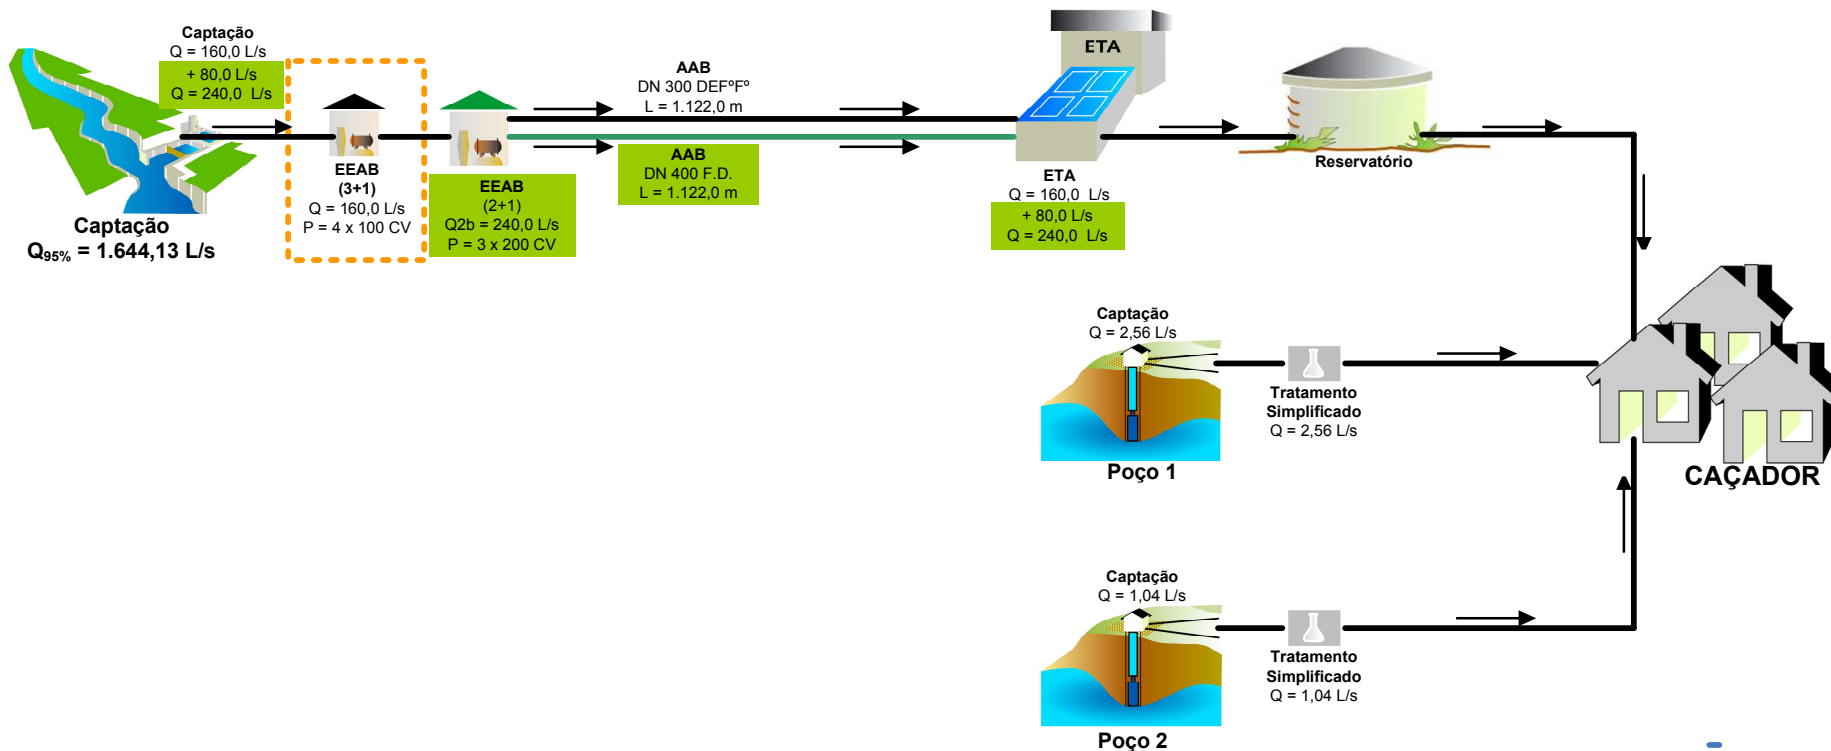 Captação
Q = 160,0 L/s
+ 80,0 L/s
Q = 240,0 L/s
Captação
Q95% = 1.644,13 L/s
EEAB
(3+1)
Q = 160,0 L/s
P = 4 x 100 CV
EEAB
(2+1)
Q2b = 240,0 L/s
P = 3 x 200 CV
AAB
DN 300 DEFºFº
L = 1.122,0 m
AAB
DN 400 F.D.
L = 1.122,0 m
ETA
ETA
Q = 160,0 L/s
+ 80,0 L/s
Q = 240,0 L/s
Reservatório
Captação
Q = 2,56 L/s
Poço 1
Tratamento
Simplificado
Q = 2,56 L/s
CAÇADOR
Captação
Q = 1,04 L/s
Poço 2
Tratamento
Simplificado
Q = 1,04 L/s